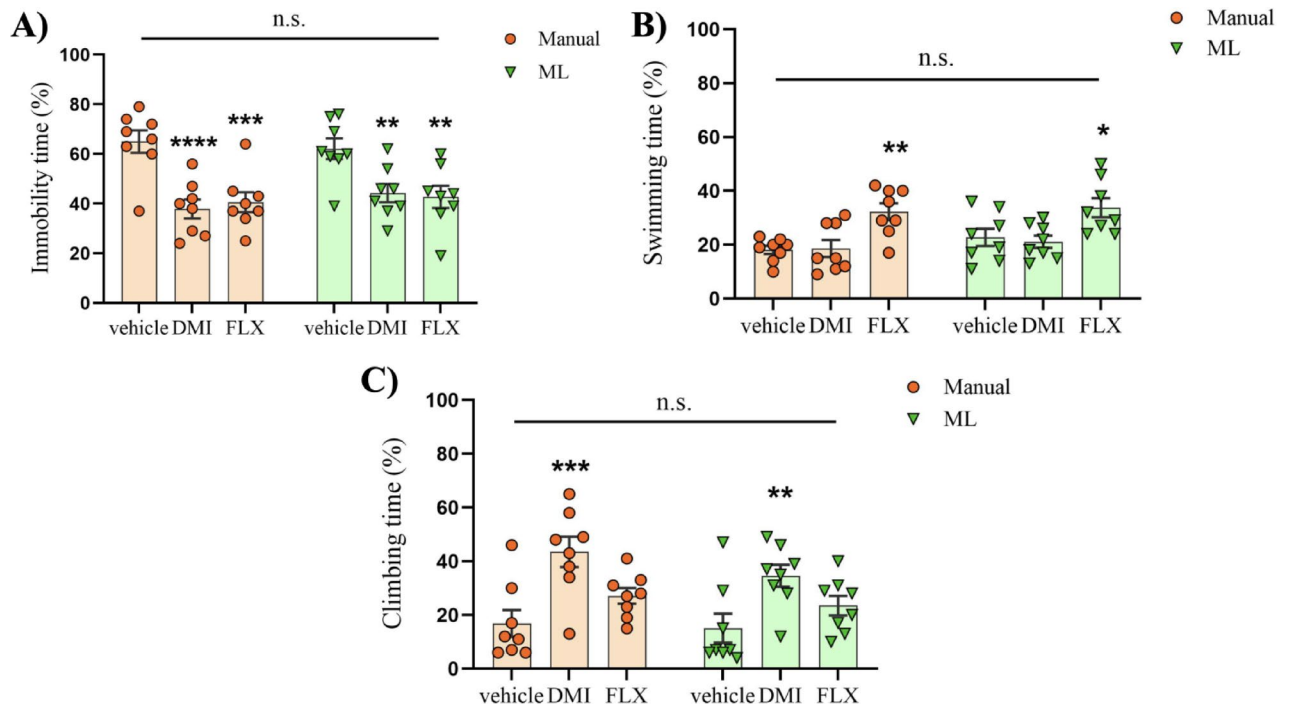 A)
n.s.
Manual
ML
Immobility time (%)
100
80
60
40
20
0
****
***
**
**
vehicle DMI FLX
vehicle DMI FLX
B)
n.s.
Manual
ML
Swimming time (%)
100
80
60
40
20
0
**
*
vehicle DMI FLX
vehicle DMI FLX
C)
n.s.
Manual
ML
Climbing time (%)
100
80
60
40
20
0
***
**
vehicle DMI FLX
vehicle DMI FLX